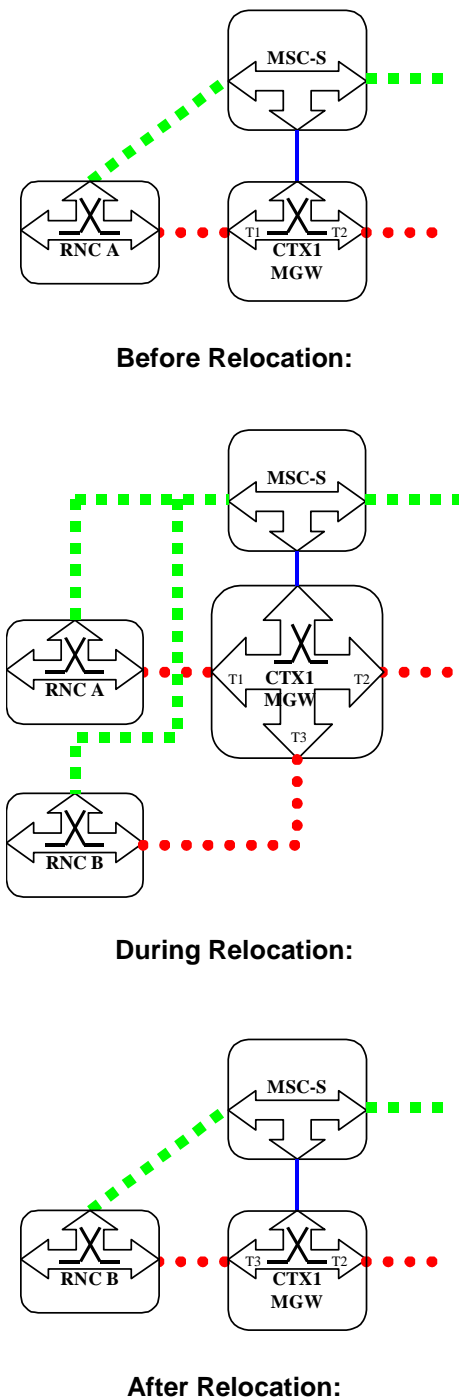 MSC-S
RNC A
T1
T2
CTX1
MGW
Before Relocation:
MSC-S
RNC A
T1
CTX1
T2
MGW
T3
RNC B
During Relocation:
MSC-S
RNC B
T3
T2
CTX1
MGW
After Relocation: